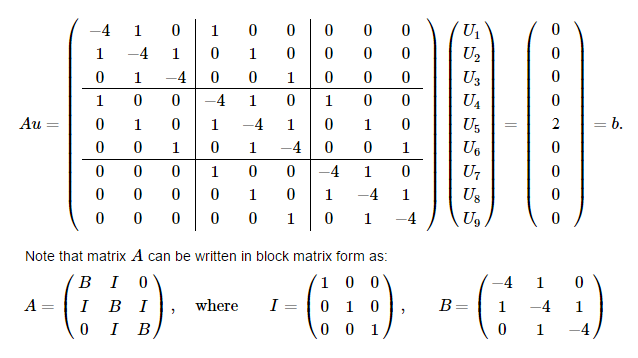 −4 1 0 1 0 0 0 0 0 U1 0
1 −4 1 0 1 0 0 0 0 U2 0
0 1 −4 0 0 1 0 0 0 U3 0
1 0 0 −4 1 0 1 0 0 U4 0
Au = 0 1 0 1 −4 1 0 1 0 U5 = 2 = b.
0 0 1 0 1 −4 0 0 1 U6 0
0 0 0 1 0 0 −4 1 0 U7 0
0 0 0 0 1 0 1 −4 1 U8 0
0 0 0 0 0 1 0 1 −4 U9 0
Note that matrix A can be written in block matrix form as:
B I 0 1 0 0 −4 1 0
A = I B I , where I = 0 1 0 , B = 1 −4 1
0 I B 0 0 1 0 1 −4